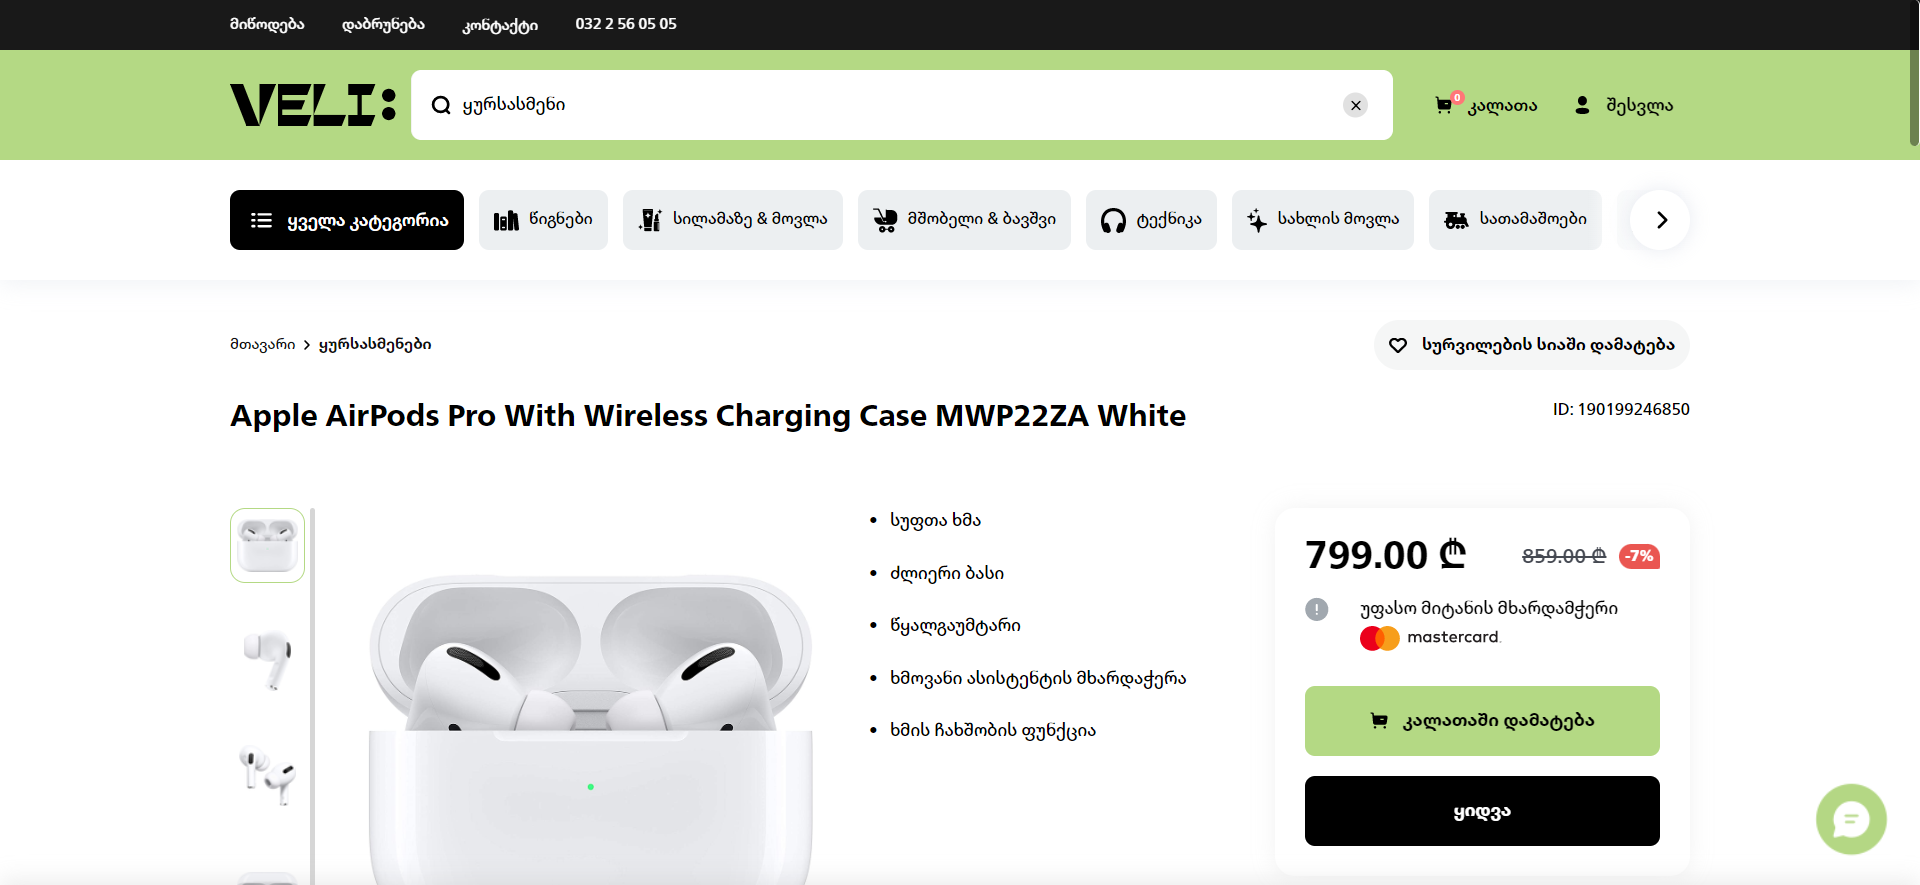 მიწოდება
დაბრუნება
კონტაქტი
032 2 56 05 05
VELI:
ყურსასმენი
0
კალათა
შესვლა
ყველა კატეგორია
წიგნები
სილამაზე & მოვლა
მშობელი & ბავშვი
ტექნიკა
სახლის მოვლა
სათამაშოები
მთავარი
ყურსასმენები
სურვილების სიაში დამატება
Apple AirPods Pro With Wireless Charging Case MWP22ZA White
ID: 190199246850
სუფთა ხმა
ძლიერი ბასი
წყალგაუმტარი
ხმოვანი ასისტენტის მხარდაჭერა
ხმის ჩახშობის ფუნქცია
799.00 ₾
859.00 ₾
-7%
უფასო მიტანის მხარდამჭერი
mastercard.
კალათაში დამატება
ყიდვა